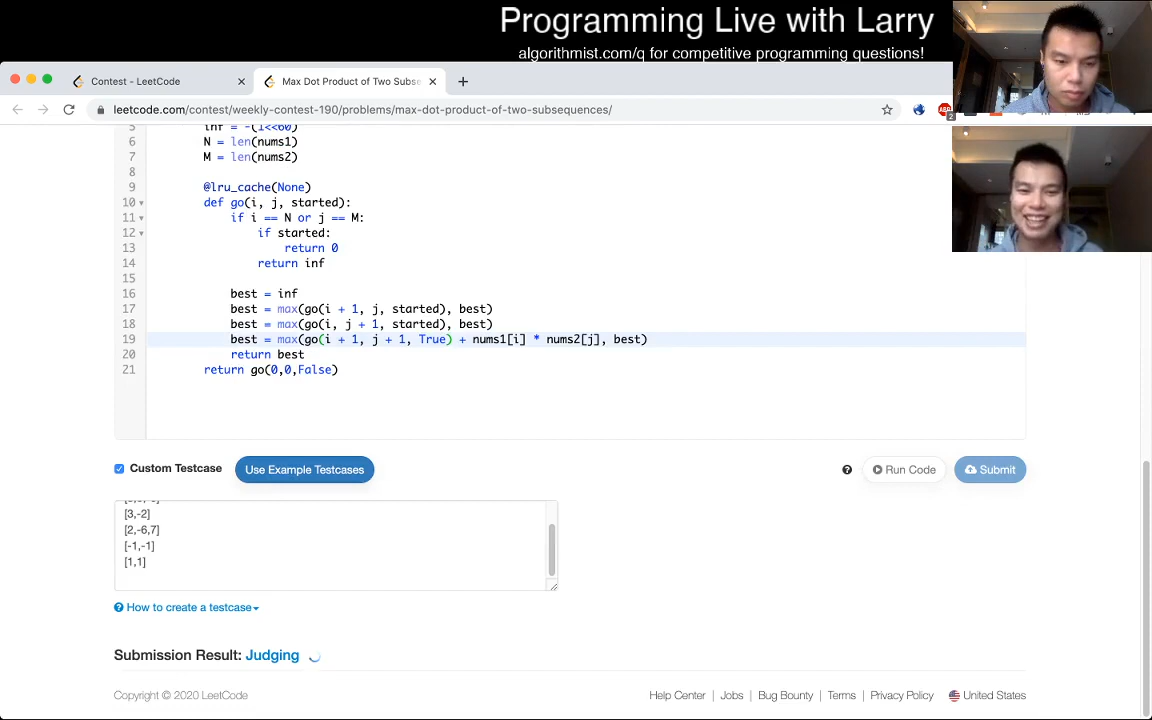 Programming Live with Larry
algorithmist.com/q for competitive programming questions!
Contest - LeetCode
Max Dot Product of Two Subse
leetcode.com/contest/weekly-contest-190/problems/max-dot-product-of-two-subsequences/
5 inf = -(1<<60)
6 N = len(nums1)
7 M = len(nums2)
8
9 @lru_cache(None)
10 def go(i, j, started):
11 if i == N or j == M:
12 if started:
13 return 0
14 return inf
15
16 best = inf
17 best = max(go(i + 1, j, started), best)
18 best = max(go(i, j + 1, started), best)
19 best = max(go(i + 1, j + 1, True) + nums1[i] * nums2[j], best)
20 return best
21 return go(0,0,False)
Custom Testcase Use Example Testcases Run Code Submit
[3,-2]
[2,-6,7]
[-1,-1]
[1,1]
How to create a testcase
Submission Result: Judging
Copyright © 2020 LeetCode Help Center | Jobs | Bug Bounty | Terms | Privacy Policy United States